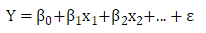 Y = β₀+β₁x₁+β₂x₂+...+ ε